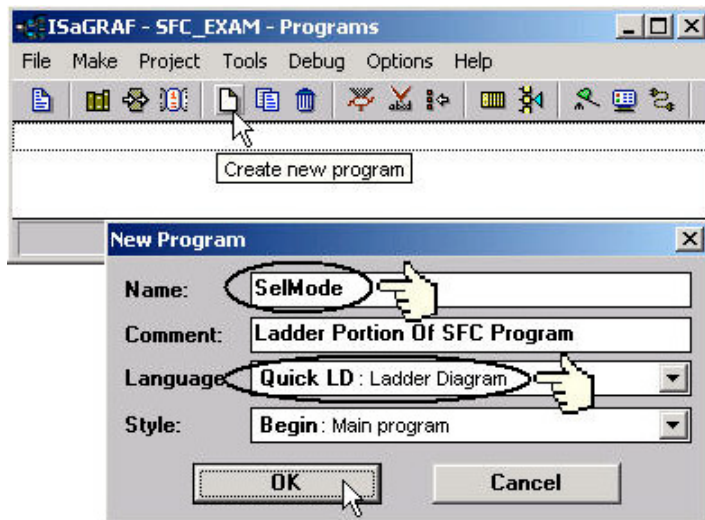 ISaGRAF - SFC_EXAM - Programs
File Make Project Tools Debug Options Help
Create new program
New Program
Name: SelMode
Comment: Ladder Portion Of SFC Program
Language Quick LD : Ladder Diagram
Style: Begin : Main program
OK Cancel